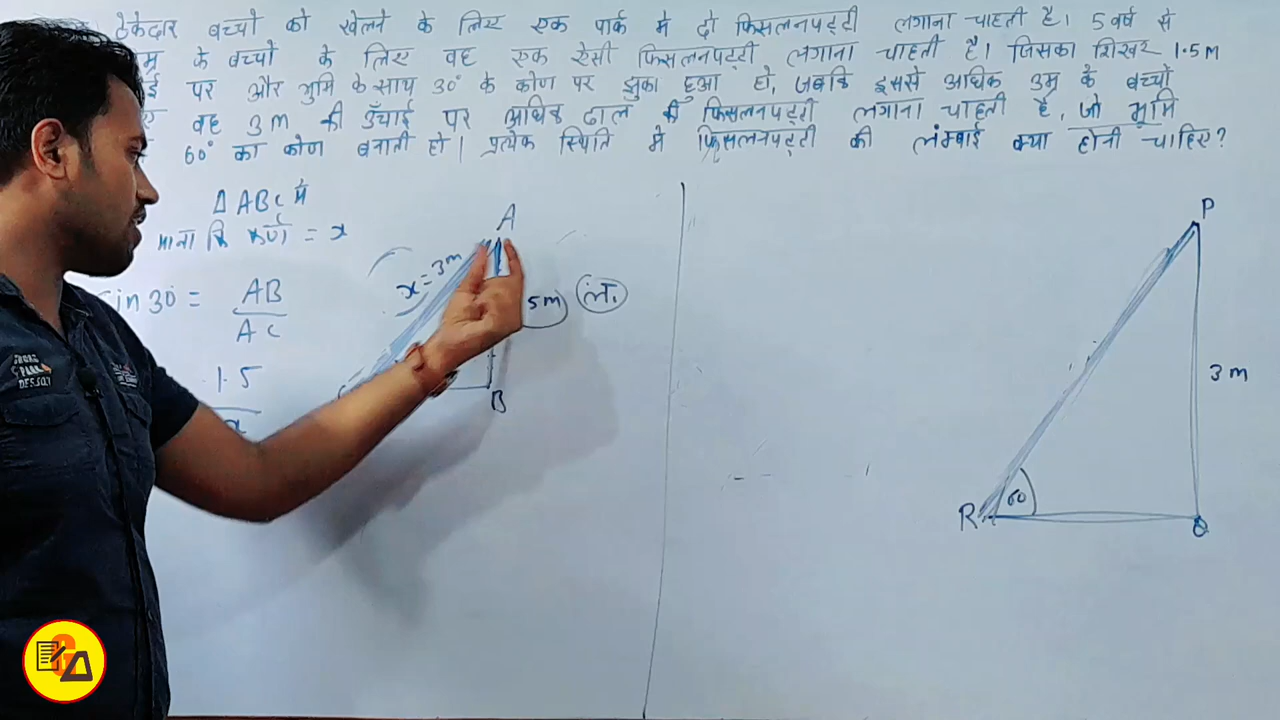 ठेकेदार बच्चो को खेलने के लिए एक पार्क मे दो फिसलनपट्टी लगाना चाहती है। 5 वर्ष से
के बच्चो के लिए वह एक ऐसी फिसलनपट्टी लगाना चाहती है। जिसका शिखर 1.5 m
पर और भुमि के साथ 30° के कोण पर झुका हुआ हो, जबकि इससे अधिक उम्र के बच्चो
वह 3m की ऊँचाई पर अधिक ढाल की फिसलनपट्टी लगाना चाहती है, जो भूमि
60° का कोण बनाती हो। प्रत्येक स्थिति मे फिसलनपट्टी की लंम्बाई क्या होनी चाहिए?
Δ ABC में
माना कि कर्ण = x
Sin 30 = AB
AC
1.5
x
A
x = 3m
5m
लं.
B
P
3 m
60
R
Q